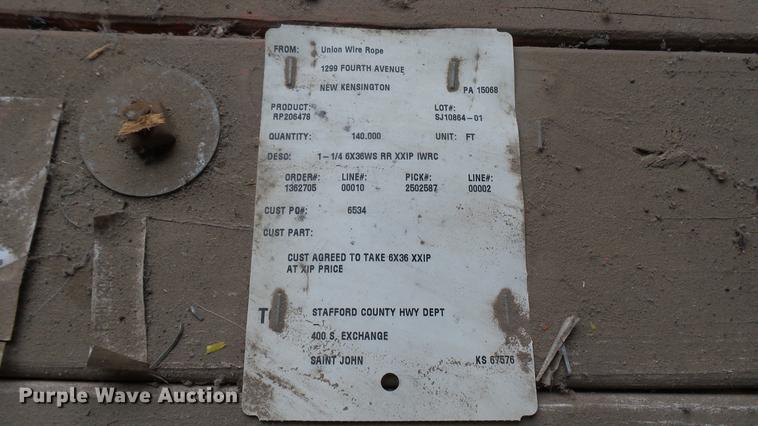 FROM: Union Wire Rope
1299 FOURTH AVENUE
NEW KENSINGTON PA 15068
PRODUCT: LOT#:
RP206478 SJ10864-01
QUANTITY: 140.000 UNIT: FT
DESC: 1-1/4 6X36WS RR XXIP IWRC
ORDER#: LINE#: PICK#: LINE#:
1362705 00010 2502587 00002
CUST PO#: 6534
CUST PART:
CUST AGREED TO TAKE 6X36 XXIP
AT XIP PRICE
STAFFORD COUNTY HWY DEPT
400 S. EXCHANGE
SAINT JOHN KS 67576
Purple Wave Auction